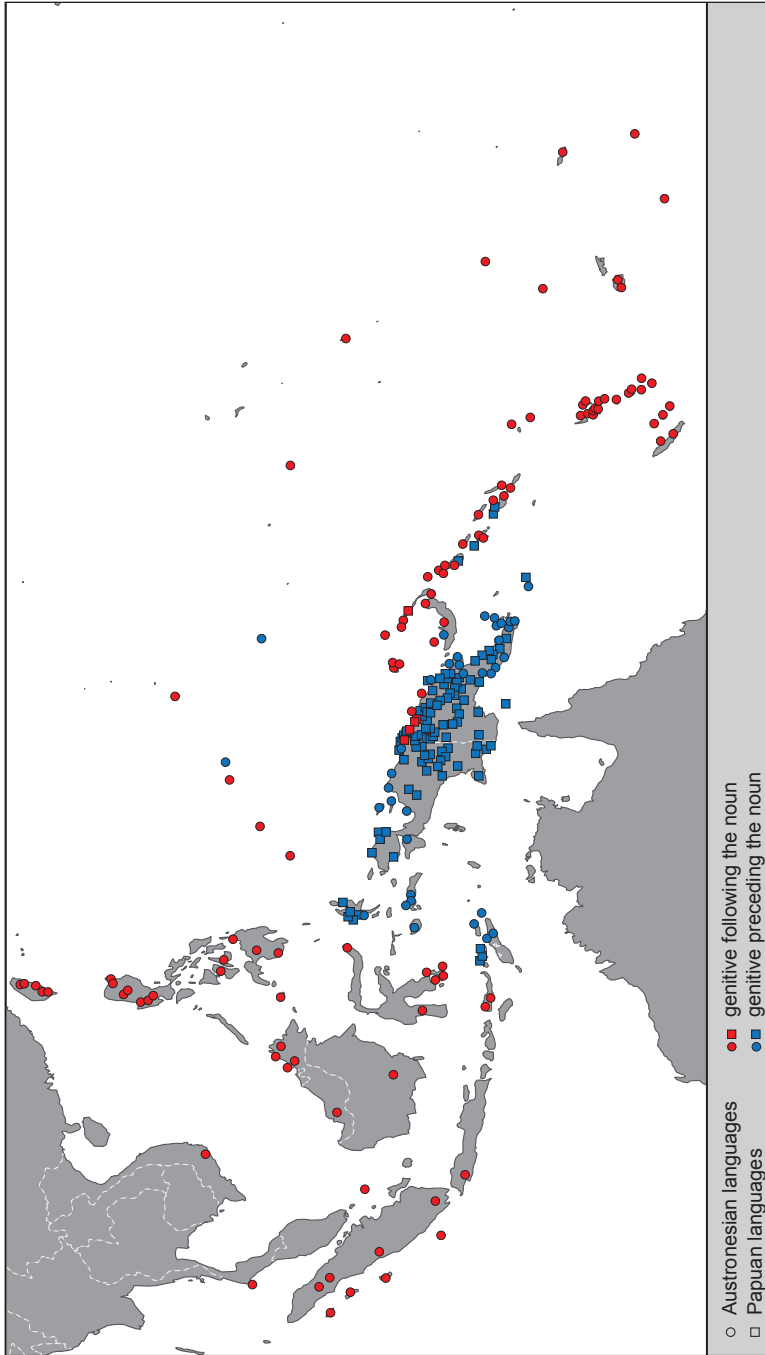 Austronesian languages
Papuan languages
genitive following the noun
genitive preceding the noun